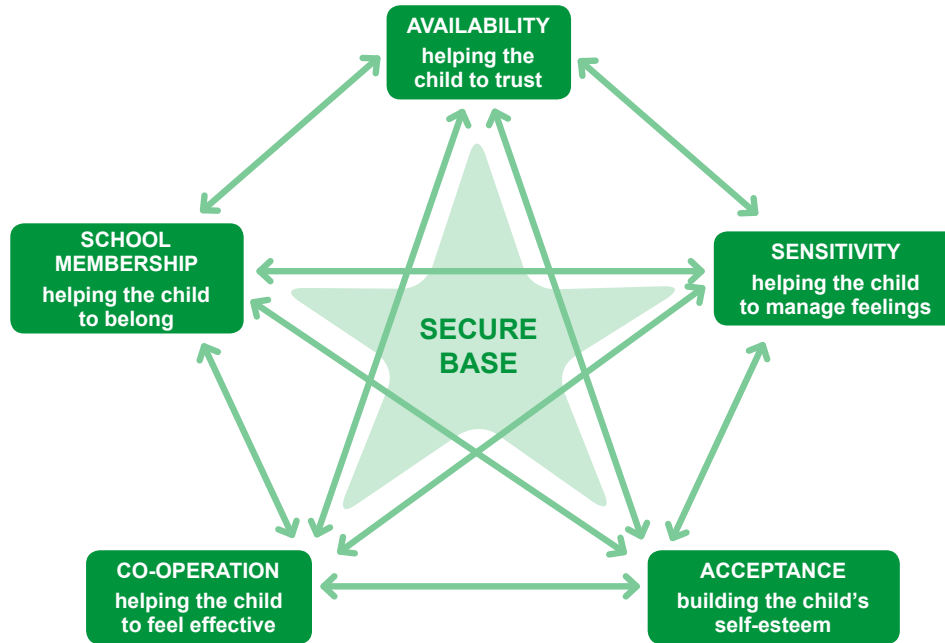 AVAILABILITY
helping the
child to trust
SCHOOL
MEMBERSHIP
helping the child
to belong
SENSITIVITY
helping the child
to manage feelings
SECURE
BASE
CO-OPERATION
helping the child
to feel effective
ACCEPTANCE
building the child’s
self-esteem